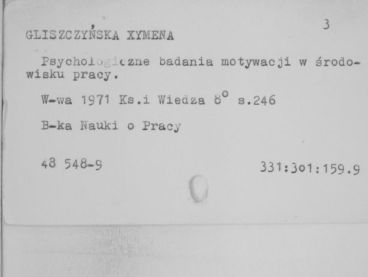 3
GLISZCZYŃSKA XYMENA
Psychologiczne badania motywacji w środo-
wisku pracy.
W-wa 1971 Ks.i Wiedza 8° s.246
B-ka Nauki o Pracy
48 548-9
331:301:159.9